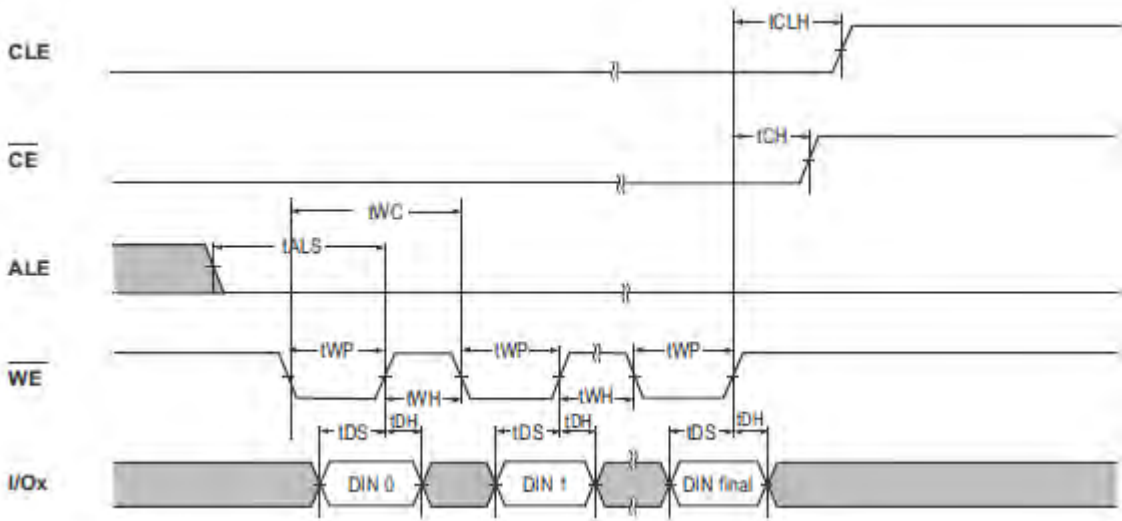 tCLH
CLE
CE
tCH
tWC
tALS
ALE
tWP tWP tWP
WE
tWH tWH
tDS tDH tDS tDH tDS tDH
I/Ox DIN 0 DIN 1 DIN final